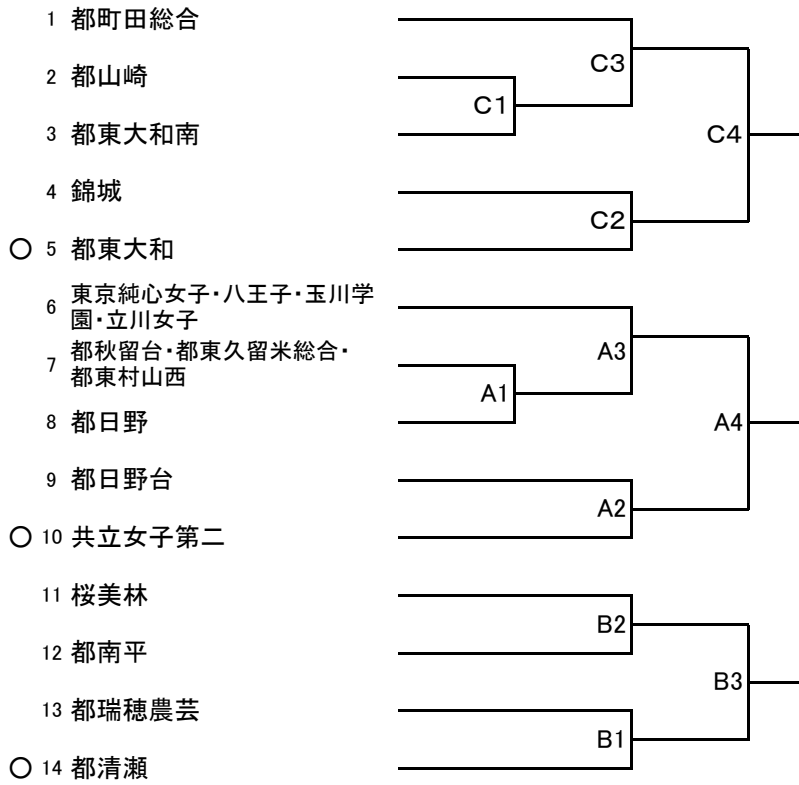 1 都町田総合
2 都山崎
3 都東大和南
4 錦城
○ 5 都東大和
6 東京純心女子・八王子・玉川学
園・立川女子
7 都秋留台・都東久留米総合・
都東村山西
8 都日野
9 都日野台
○ 10 共立女子第二
11 桜美林
12 都南平
13 都瑞穂農芸
○ 14 都清瀬
C3
C1
C4
C2
A3
A1
A4
A2
B2
B3
B1